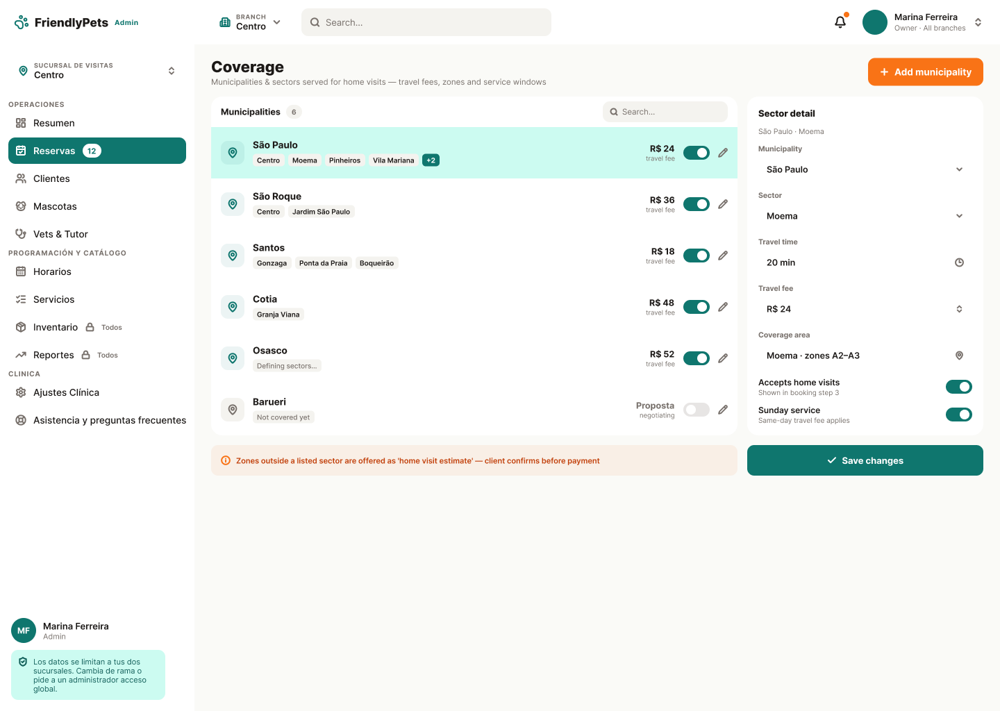 FriendlyPets Admin
BRANCH
Centro
Search...
Marina Ferreira
Owner · All branches
SUCURSAL DE VISITAS
Centro
OPERACIONES
Resumen
Reservas 12
Clientes
Mascotas
Vets & Tutor
PROGRAMACIÓN Y CATÁLOGO
Horarios
Servicios
Inventario Todos
Reportes Todos
CLINICA
Ajustes Clínica
Asistencia y preguntas frecuentes
MF
Marina Ferreira
Admin
Los datos se limitan a tus dos
sucursales. Cambia de rama o
pide a un administrador acceso
global.
Coverage
Municipalities & sectors served for home visits — travel fees, zones and service windows
+ Add municipality
Municipalities 6
Search...
São Paulo
Centro Moema Pinheiros Vila Mariana +2
R$ 24
travel fee
São Roque
Centro Jardim São Paulo
R$ 36
travel fee
Santos
Gonzaga Ponta da Praia Boqueirão
R$ 18
travel fee
Cotia
Granja Viana
R$ 48
travel fee
Osasco
Defining sectors...
R$ 52
travel fee
Barueri
Not covered yet
Proposta
negotiating
Zones outside a listed sector are offered as 'home visit estimate' — client confirms before payment
Sector detail
São Paulo · Moema
Municipality
São Paulo
Sector
Moema
Travel time
20 min
Travel fee
R$ 24
Coverage area
Moema · zones A2–A3
Accepts home visits
Shown in booking step 3
Sunday service
Same-day travel fee applies
Save changes